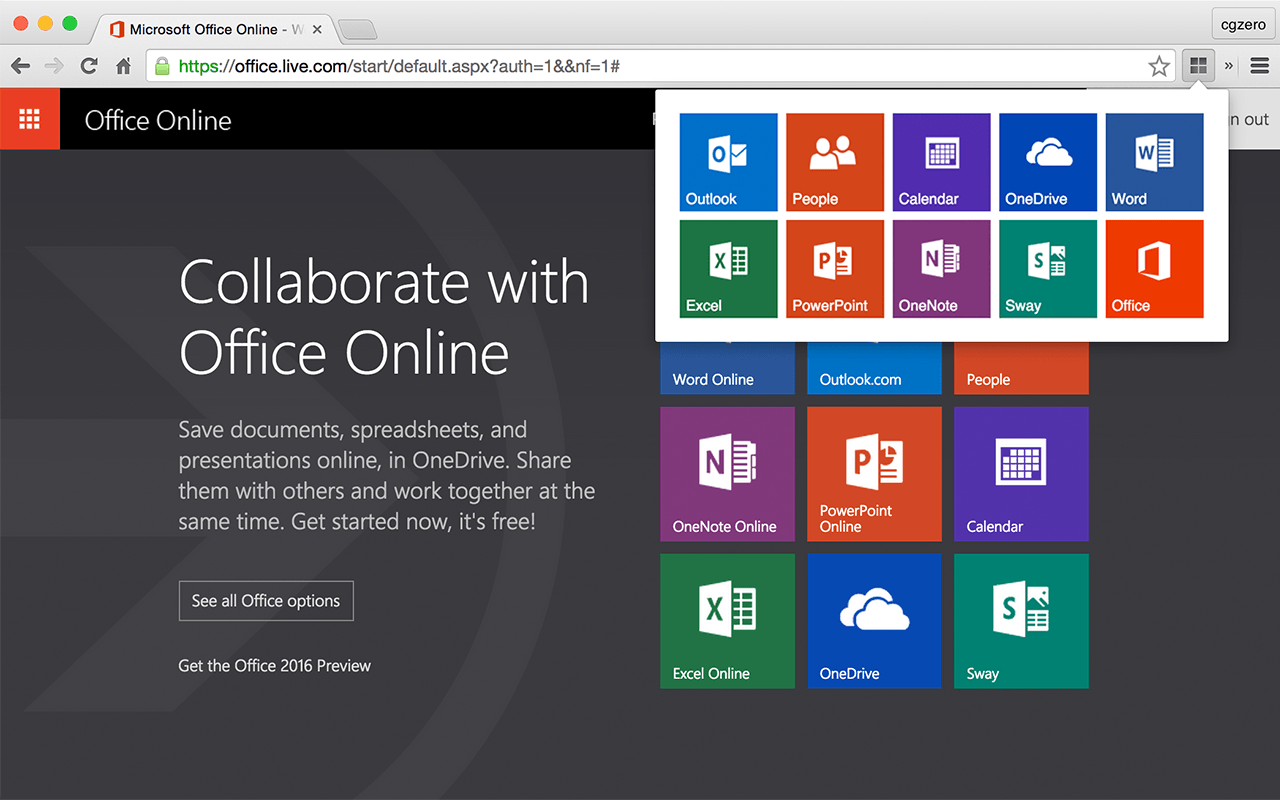 Microsoft Office Online - W
cgzero
https://office.live.com/start/default.aspx?auth=1&&nf=1#
Office Online
n out
Outlook
People
Calendar
OneDrive
Word
Excel
PowerPoint
OneNote
Sway
Office
Collaborate with
Office Online
Save documents, spreadsheets, and
presentations online, in OneDrive. Share
them with others and work together at the
same time. Get started now, it's free!
See all Office options
Get the Office 2016 Preview
Word Online
Outlook.com
People
OneNote Online
PowerPoint
Online
Calendar
Excel Online
OneDrive
Sway